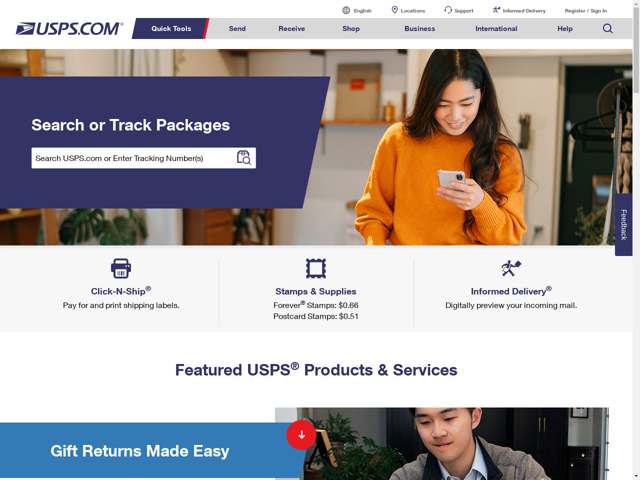 English
Locations
Support
Informed Delivery
Register / Sign In
USPS.COM®
Quick Tools
Send
Receive
Shop
Business
International
Help
Search or Track Packages
Search USPS.com or Enter Tracking Number(s)
Feedback
Click-N-Ship®
Pay for and print shipping labels.
Stamps & Supplies
Forever® Stamps: $0.66
Postcard Stamps: $0.51
Informed Delivery®
Digitally preview your incoming mail.
Featured USPS® Products & Services
Gift Returns Made Easy